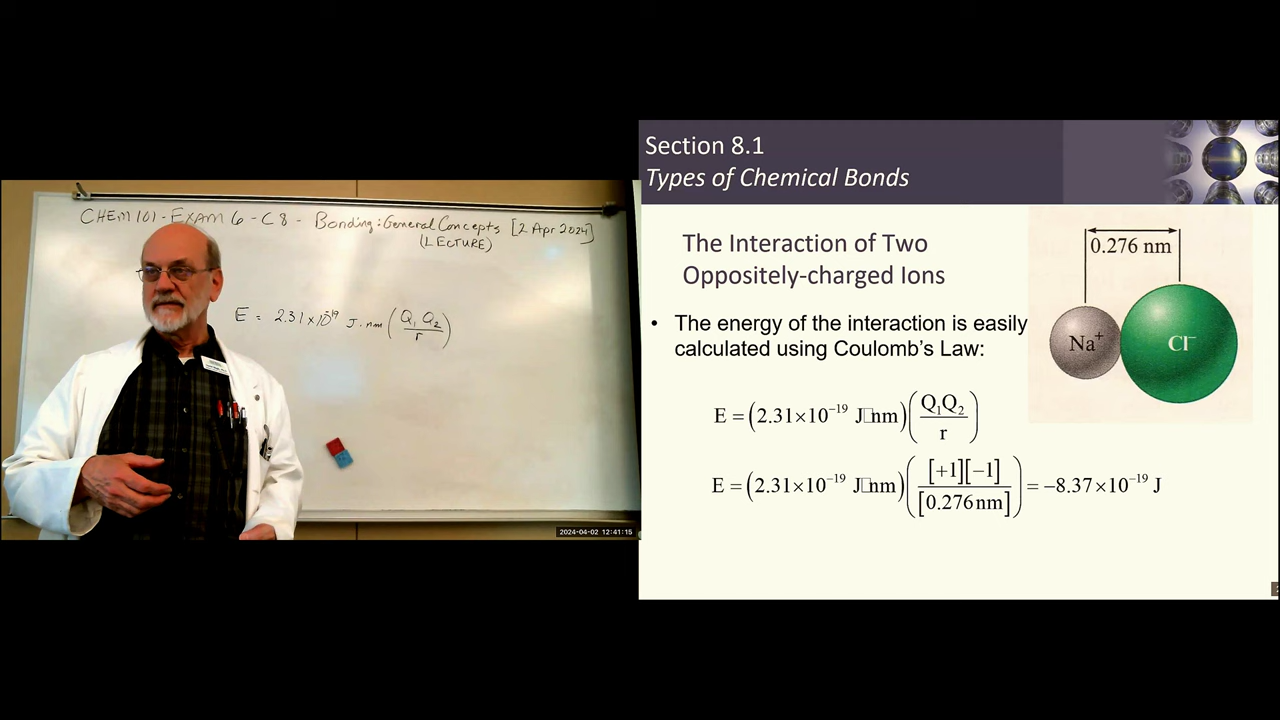 CHEM 101 - EXAM 6 - C8 - Bonding: General Concepts [2 Apr 2024]
(LECTURE)
E = 2.31×10⁻¹⁹ J·nm (Q₁Q₂/r)
2024-04-02 12:41:15
Section 8.1
Types of Chemical Bonds
The Interaction of Two
Oppositely-charged Ions
0.276 nm
Na⁺ Cl⁻
• The energy of the interaction is easily
calculated using Coulomb's Law:
E = (2.31×10⁻¹⁹ J□nm)(Q₁Q₂/r)
E = (2.31×10⁻¹⁹ J□nm)([+1][−1]/[0.276 nm]) = −8.37×10⁻¹⁹ J